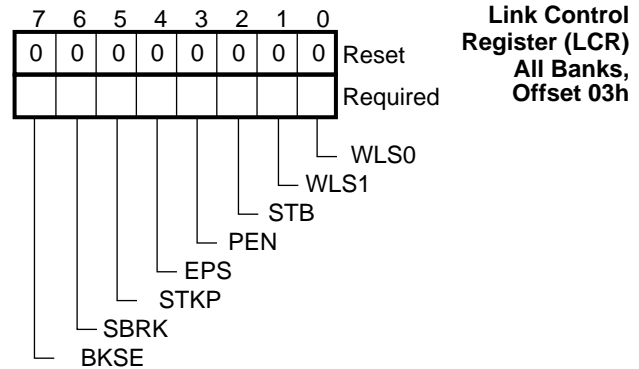 7 6 5 4 3 2 1 0
0 0 0 0 0 0 0 0 Reset
Required
Link Control
Register (LCR)
All Banks,
Offset 03h
WLS0
WLS1
STB
PEN
EPS
STKP
SBRK
BKSE